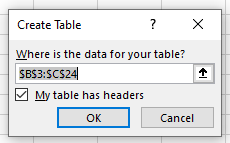 Create Table
Where is the data for your table?
$B$3:$C$24
My table has headers
OK
Cancel